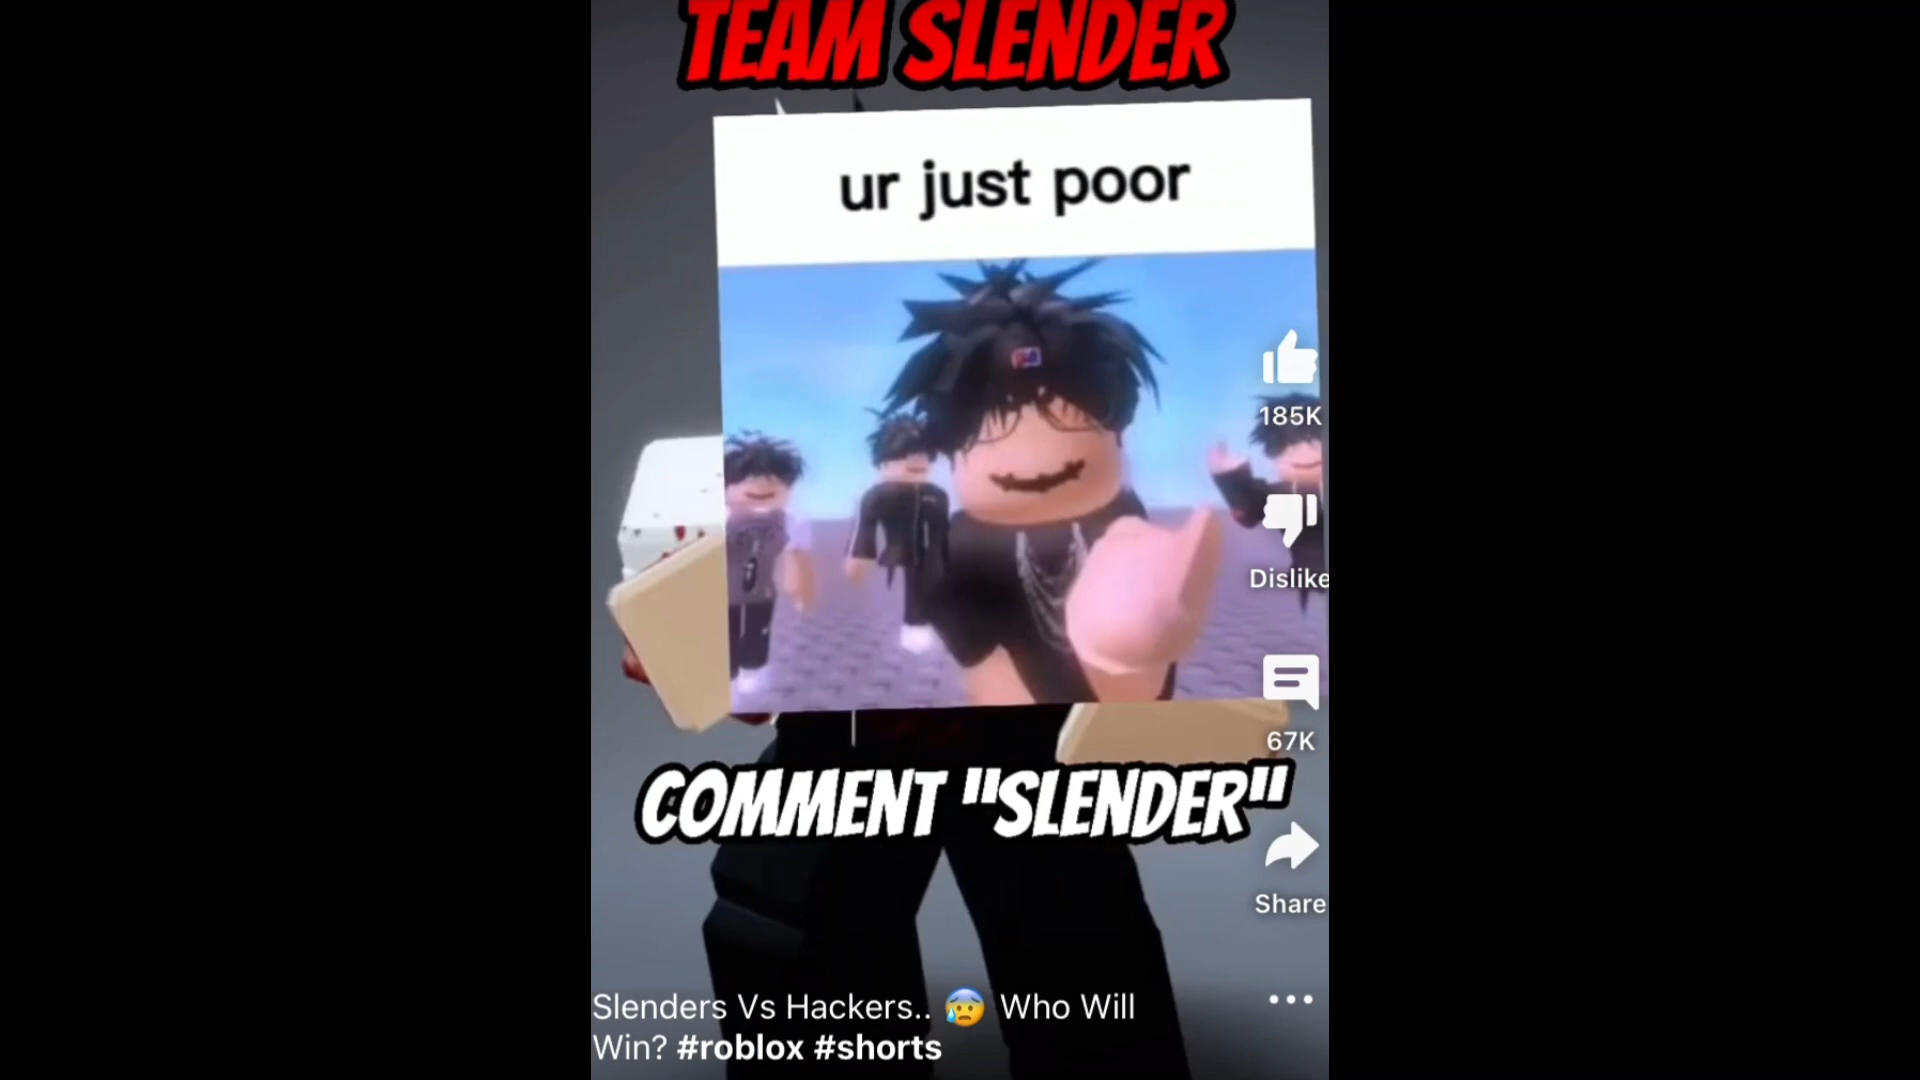 TEAM SLENDER
ur just poor
185K
Dislike
67K
COMMENT "SLENDER"
Share
Slenders Vs Hackers.. 😰 Who Will
Win? #roblox #shorts